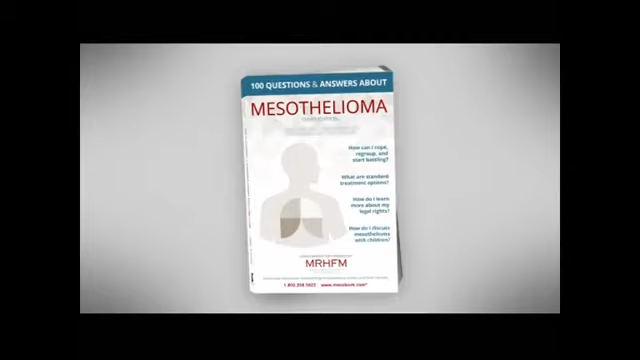 100 QUESTIONS & ANSWERS ABOUT
MESOTHELIOMA
How can I cope,
regroup, and
start battling?
What are standard
treatment options?
How do I learn
more about my
legal rights?
How do I discuss
mesothelioma
with children?
MRHFM